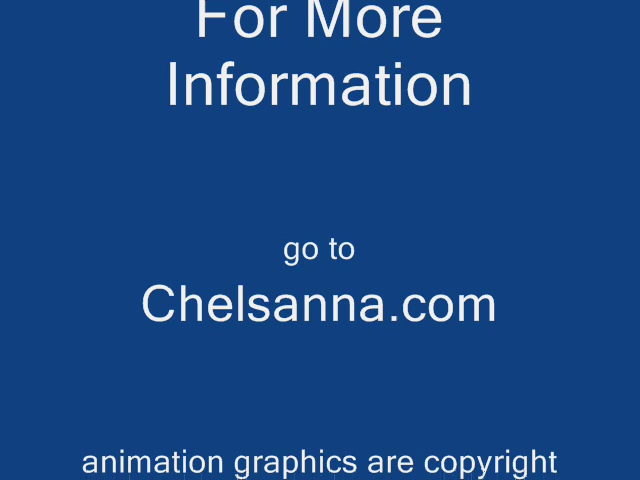 For More
Information
go to
Chelsanna.com
animation graphics are copyright